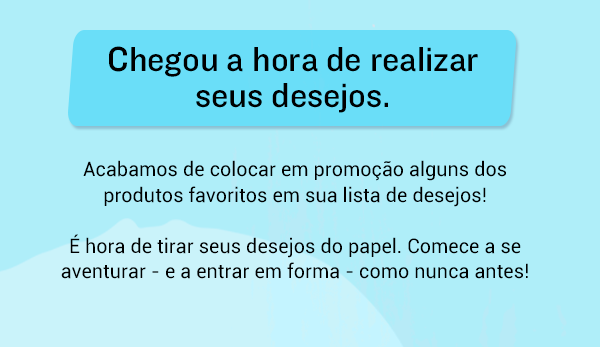 Chegou a hora de realizar
seus desejos.
Acabamos de colocar em promoção alguns dos
produtos favoritos em sua lista de desejos!
É hora de tirar seus desejos do papel. Comece a se
aventurar - e a entrar em forma - como nunca antes!